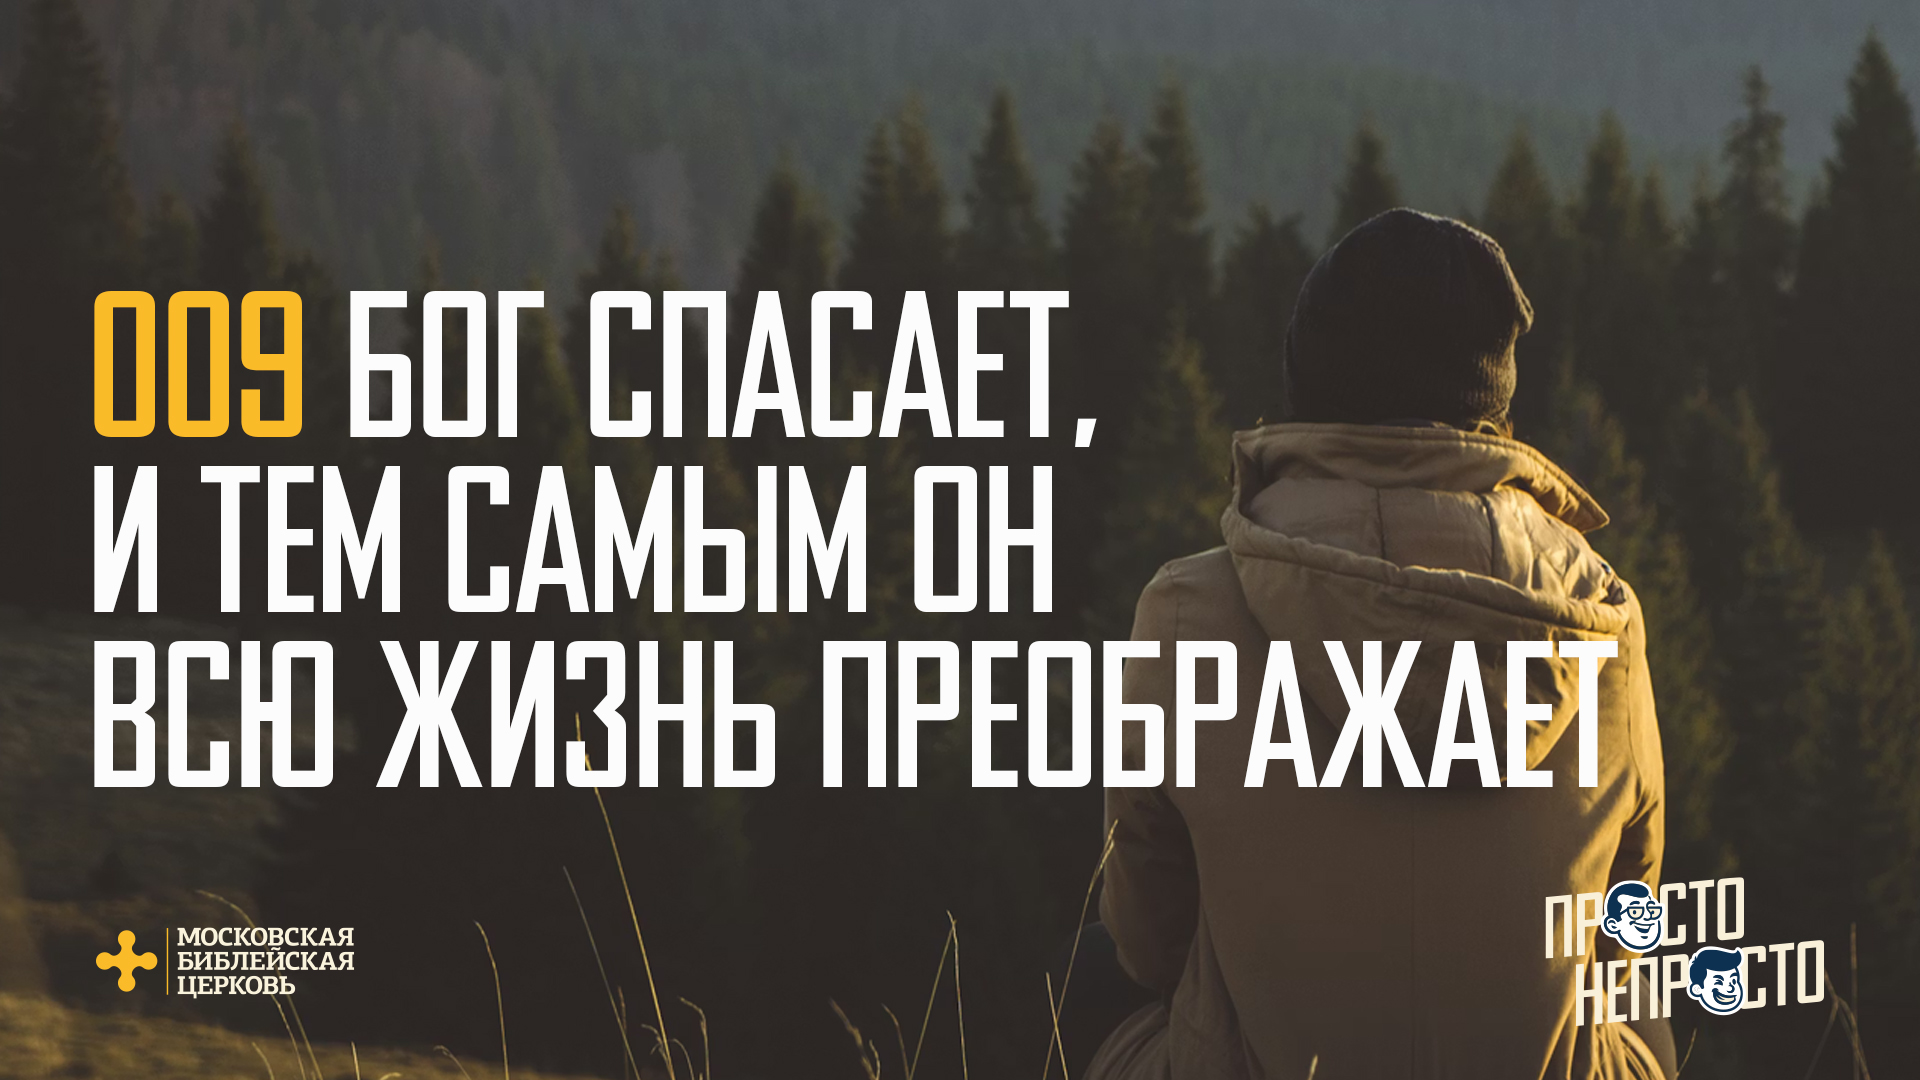 009 БОГ СПАСАЕТ,
И ТЕМ САМЫМ ОН
ВСЮ ЖИЗНЬ ПРЕОБРАЖАЕТ
МОСКОВСКАЯ
БИБЛЕЙСКАЯ
ЦЕРКОВЬ
ПРОСТО
НЕПРОСТО